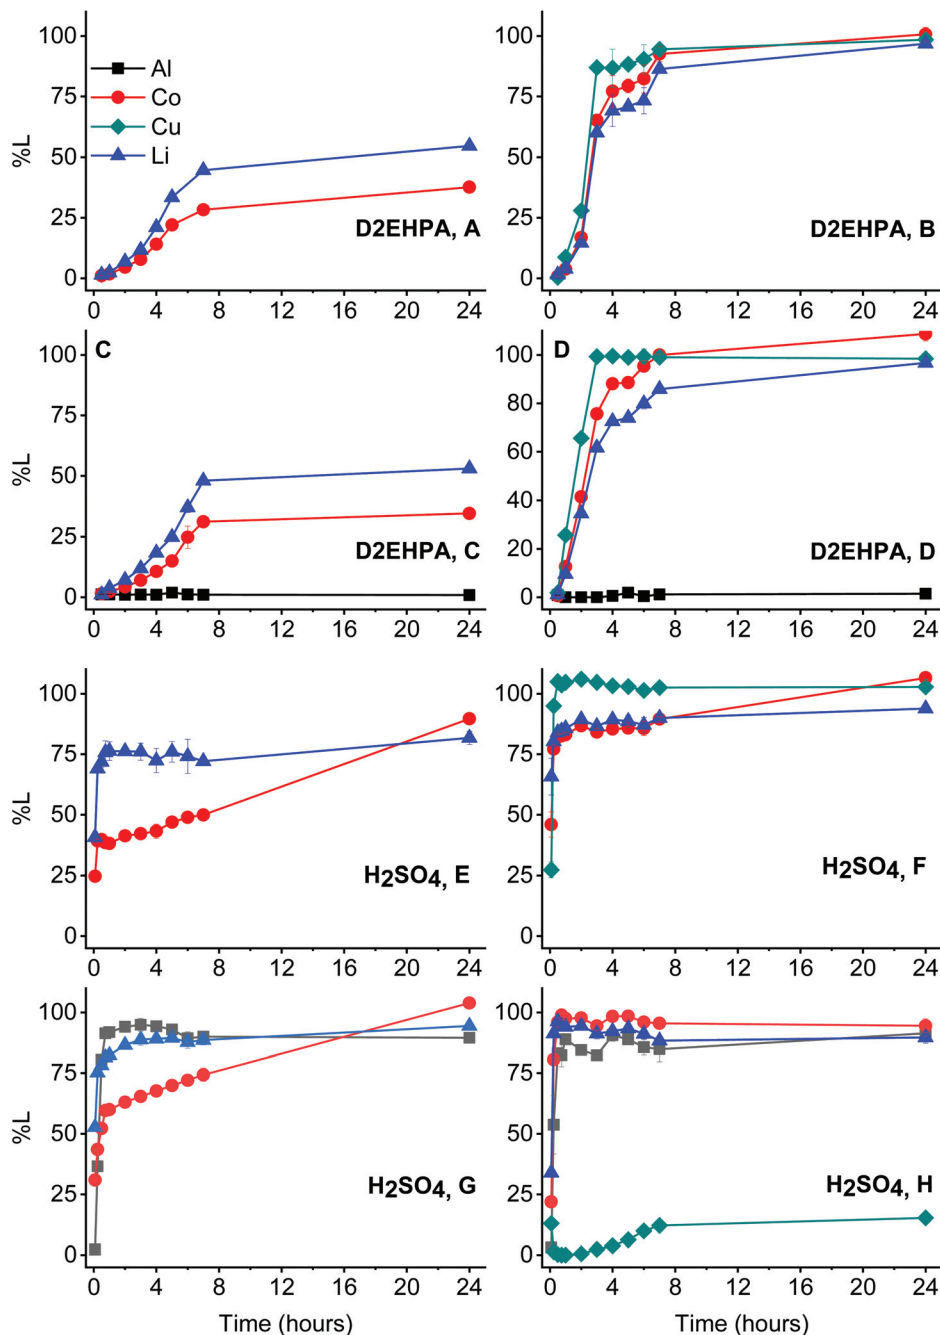 100
75
50
25
0
%L
Al
Co
Cu
Li
D2EHPA, A
0 4 8 12 16 20 24
100
75
50
25
0
D2EHPA, B
0 4 8 12 16 20 24
100
75
50
25
0
%L
C
D2EHPA, C
0 4 8 12 16 20 24
100
80
60
40
20
0
D
D2EHPA, D
0 4 8 12 16 20 24
100
75
50
25
0
%L
H2SO4, E
0 4 8 12 16 20 24
100
75
50
25
0
H2SO4, F
0 4 8 12 16 20 24
100
75
50
25
0
%L
H2SO4, G
0 4 8 12 16 20 24
Time (hours)
100
75
50
25
0
H2SO4, H
0 4 8 12 16 20 24
Time (hours)